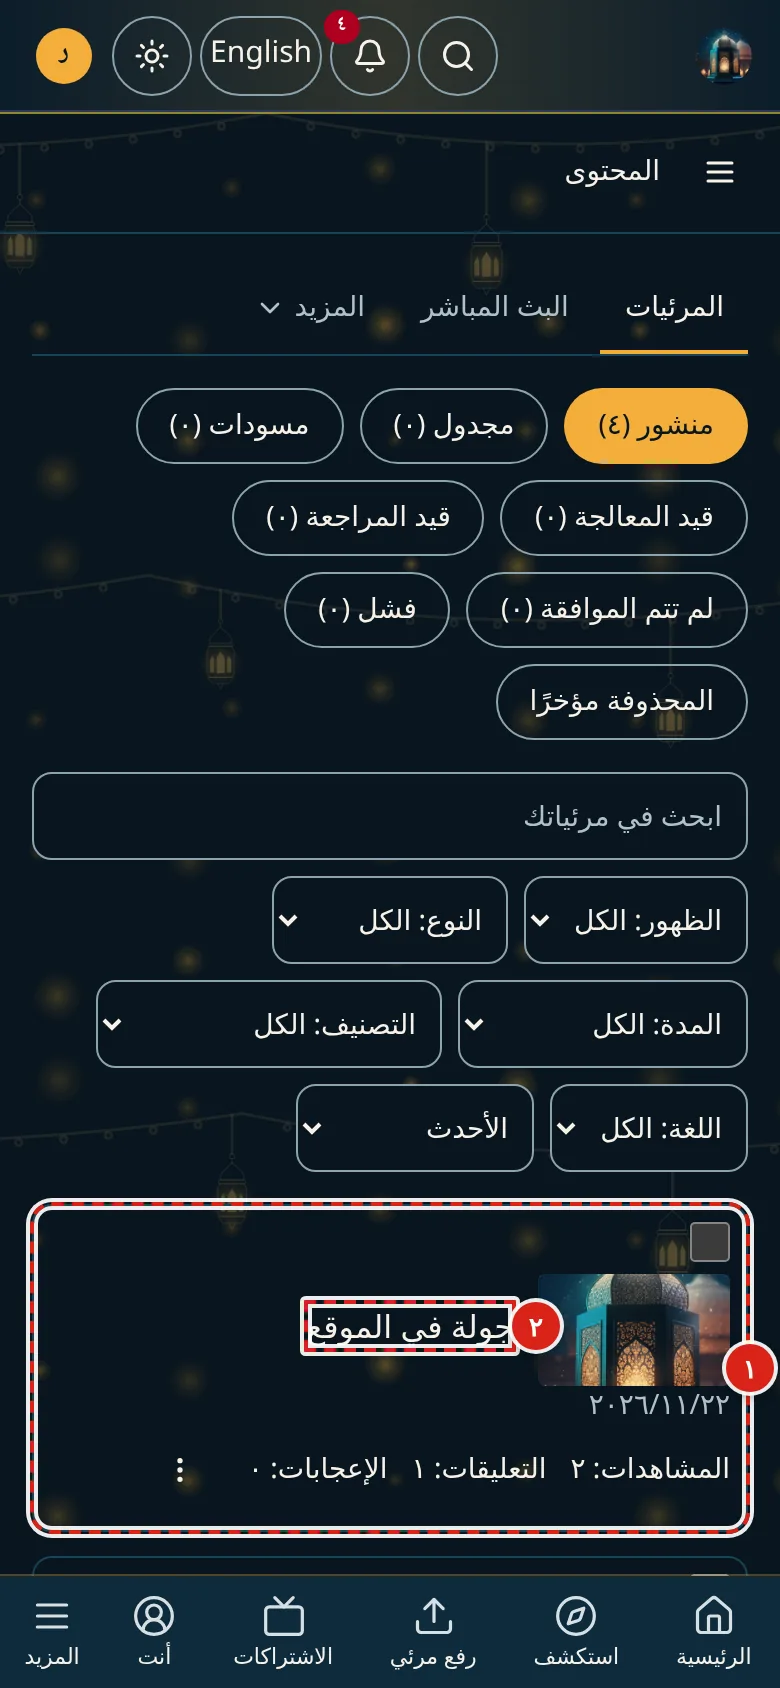 ٤
English
ر
المحتوى
المرئيات البث المباشر المزيد
منشور (٤) مجدول (٠) مسودات (٠)
قيد المعالجة (٠) قيد المراجعة (٠)
لم تتم الموافقة (٠) فشل (٠)
المحذوفة مؤخرًا
ابحث في مرئياتك
الظهور: الكل النوع: الكل
المدة: الكل التصنيف: الكل
اللغة: الكل الأحدث
جولة في الموقع
٢
١
٢٠٢٦/١١/٢٢
المشاهدات: ٢ التعليقات: ١ الإعجابات: ٠
الرئيسية استكشف رفع مرئي الاشتراكات أنت المزيد